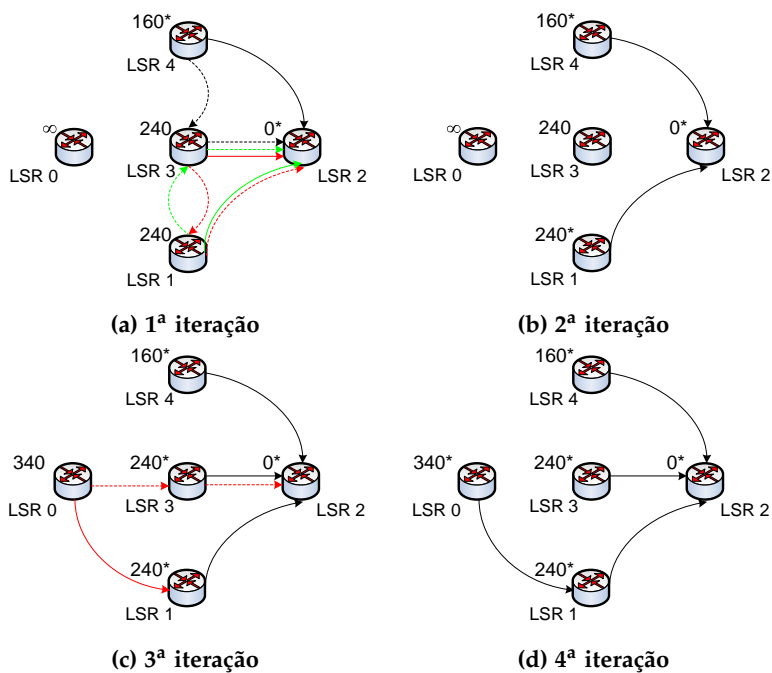 160*
LSR 4
∞
LSR 0
240
LSR 3
0*
LSR 2
240
LSR 1
(a) 1ª iteração
160*
LSR 4
∞
LSR 0
240
LSR 3
0*
LSR 2
240*
LSR 1
(b) 2ª iteração
160*
LSR 4
340
LSR 0
240*
LSR 3
0*
LSR 2
240*
LSR 1
(c) 3ª iteração
160*
LSR 4
340*
LSR 0
240*
LSR 3
0*
LSR 2
240*
LSR 1
(d) 4ª iteração